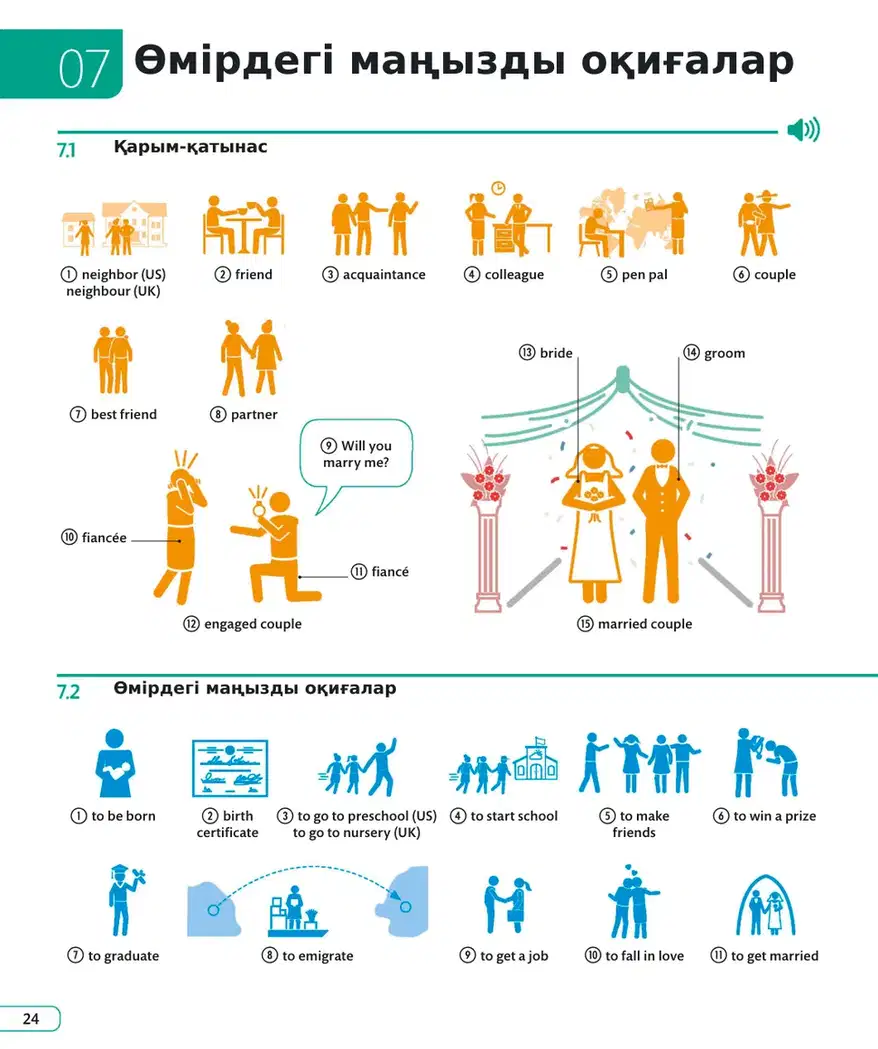 07 Өмірдегі маңызды оқиғалар
7.1 Қарым-қатынас
① neighbor (US)
neighbour (UK)
② friend
③ acquaintance
④ colleague
⑤ pen pal
⑥ couple
⑦ best friend
⑧ partner
⑨ Will you
marry me?
⑩ fiancée
⑪ fiancé
⑫ engaged couple
⑬ bride
⑭ groom
⑮ married couple
7.2 Өмірдегі маңызды оқиғалар
① to be born
② birth
certificate
③ to go to preschool (US)
to go to nursery (UK)
④ to start school
⑤ to make
friends
⑥ to win a prize
⑦ to graduate
⑧ to emigrate
⑨ to get a job
⑩ to fall in love
⑪ to get married
24